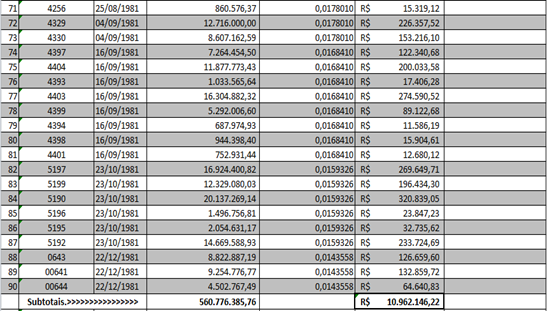 71 4256 25/08/1981 860.576,37 0,0178010 R$ 15.319,12
72 4329 04/09/1981 12.716.000,00 0,0178010 R$ 226.357,52
73 4330 04/09/1981 8.607.162,59 0,0178010 R$ 153.216,10
74 4397 16/09/1981 7.264.454,50 0,0168410 R$ 122.340,68
75 4404 16/09/1981 11.877.773,43 0,0168410 R$ 200.033,58
76 4393 16/09/1981 1.033.565,64 0,0168410 R$ 17.406,28
77 4403 16/09/1981 16.304.882,32 0,0168410 R$ 274.590,52
78 4399 16/09/1981 5.292.006,60 0,0168410 R$ 89.122,68
79 4394 16/09/1981 687.974,93 0,0168410 R$ 11.586,19
80 4398 16/09/1981 944.398,40 0,0168410 R$ 15.904,61
81 4401 16/09/1981 752.931,44 0,0168410 R$ 12.680,12
82 5197 23/10/1981 16.924.400,82 0,0159326 R$ 269.649,71
83 5199 23/10/1981 12.329.080,03 0,0159326 R$ 196.434,30
84 5190 23/10/1981 20.137.269,14 0,0159326 R$ 320.839,05
85 5196 23/10/1981 1.496.756,81 0,0159326 R$ 23.847,23
86 5195 23/10/1981 2.054.631,17 0,0159326 R$ 32.735,62
87 5192 23/10/1981 14.669.588,93 0,0159326 R$ 233.724,69
88 0643 22/12/1981 8.822.887,19 0,0143558 R$ 126.659,60
89 00641 22/12/1981 9.254.776,77 0,0143558 R$ 132.859,72
90 00644 22/12/1981 4.502.767,49 0,0143558 R$ 64.640,83
Subtotais.>>>>>>>>>>>>>>>> 560.776.385,76 R$ 10.962.146,22